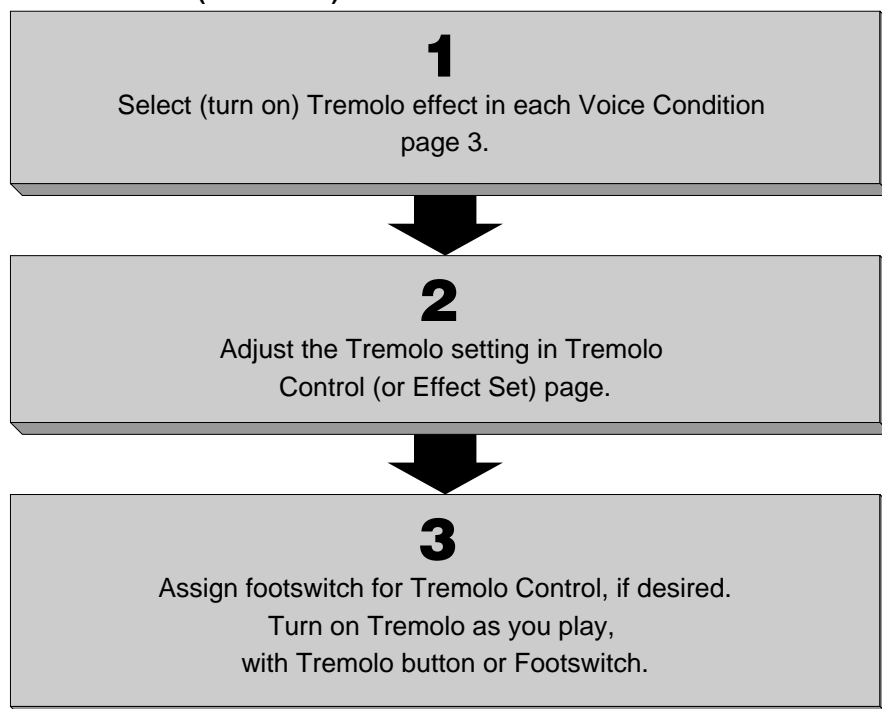 1
Select (turn on) Tremolo effect in each Voice Condition
page 3.
2
Adjust the Tremolo setting in Tremolo
Control (or Effect Set) page.
3
Assign footswitch for Tremolo Control, if desired.
Turn on Tremolo as you play,
with Tremolo button or Footswitch.